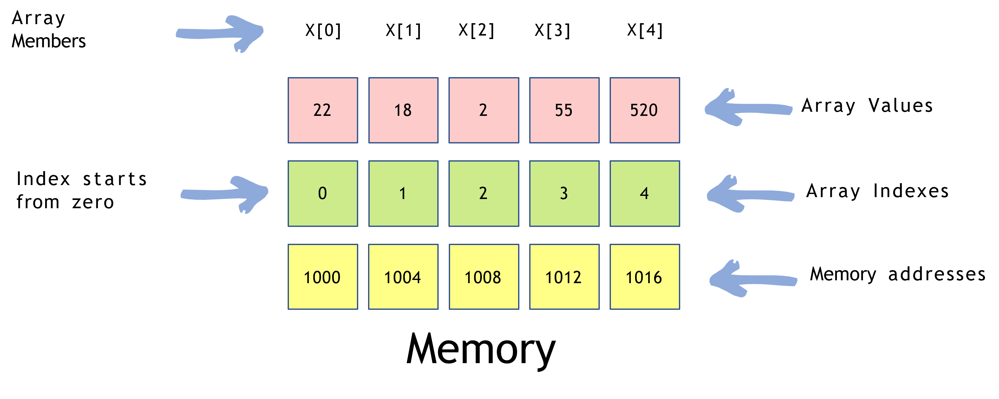 Array
Members
X[0] X[1] X[2] X[3] X[4]
22 18 2 55 520
Array Values
Index starts
from zero
0 1 2 3 4
Array Indexes
1000 1004 1008 1012 1016
Memory addresses
Memory